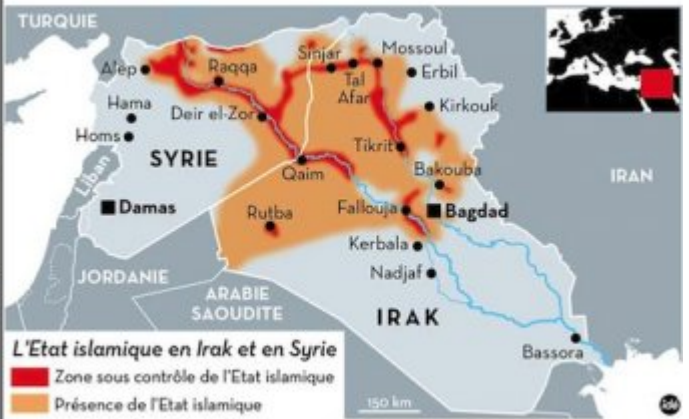 TURQUIE
Alep
Raqqa
Sinjar
Mossoul
Tal
Afar
Erbil
Hama
Deir el-Zor
Kirkouk
Homs
SYRIE
Tikrit
Liban
Qaim
Bakouba
IRAN
Damas
Rutba
Fallouja
Bagdad
Kerbala
JORDANIE
Nadjaf
ARABIE
SAOUDITE
IRAK
L'Etat islamique en Irak et en Syrie
Zone sous contrôle de l'Etat islamique
Présence de l'Etat islamique
150 km
Bassora
idé